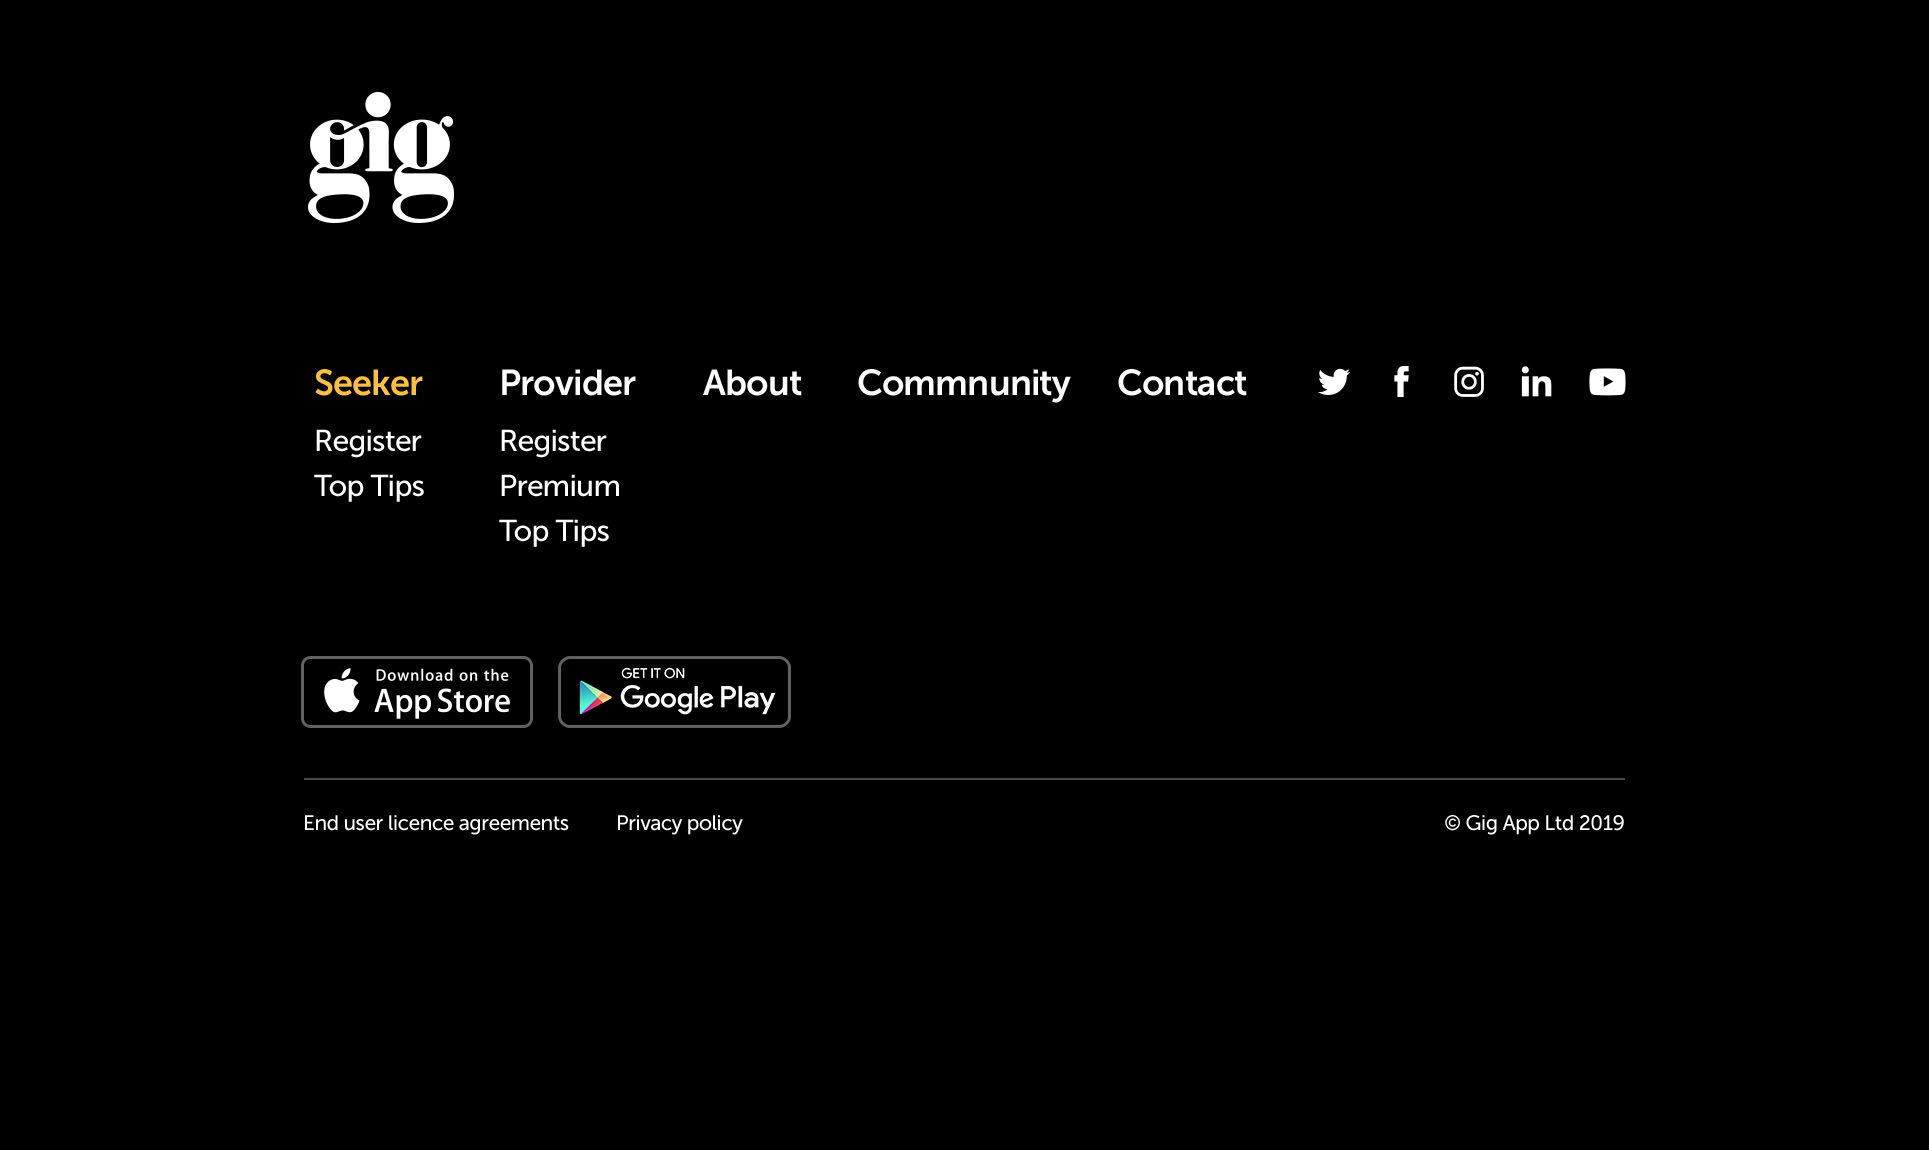 gig
Seeker
Register
Top Tips
Provider
Register
Premium
Top Tips
About
Commnunity
Contact
Download on the
App Store
GET IT ON
Google Play
End user licence agreements
Privacy policy
© Gig App Ltd 2019